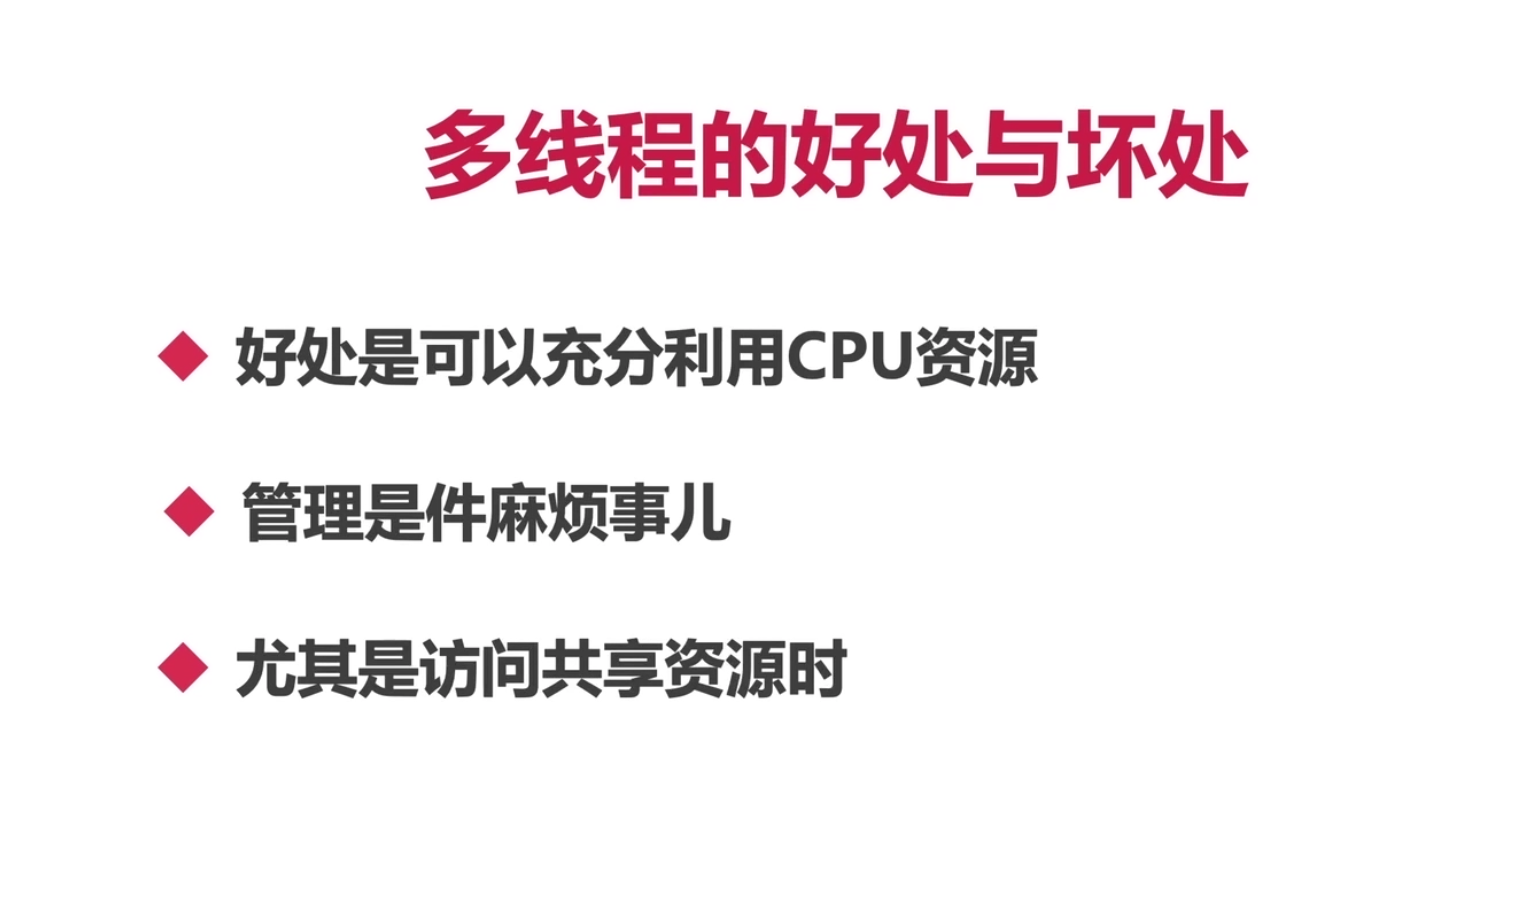 多线程的好处与坏处
好处是可以充分利用CPU资源
管理是件麻烦事儿
尤其是访问共享资源时